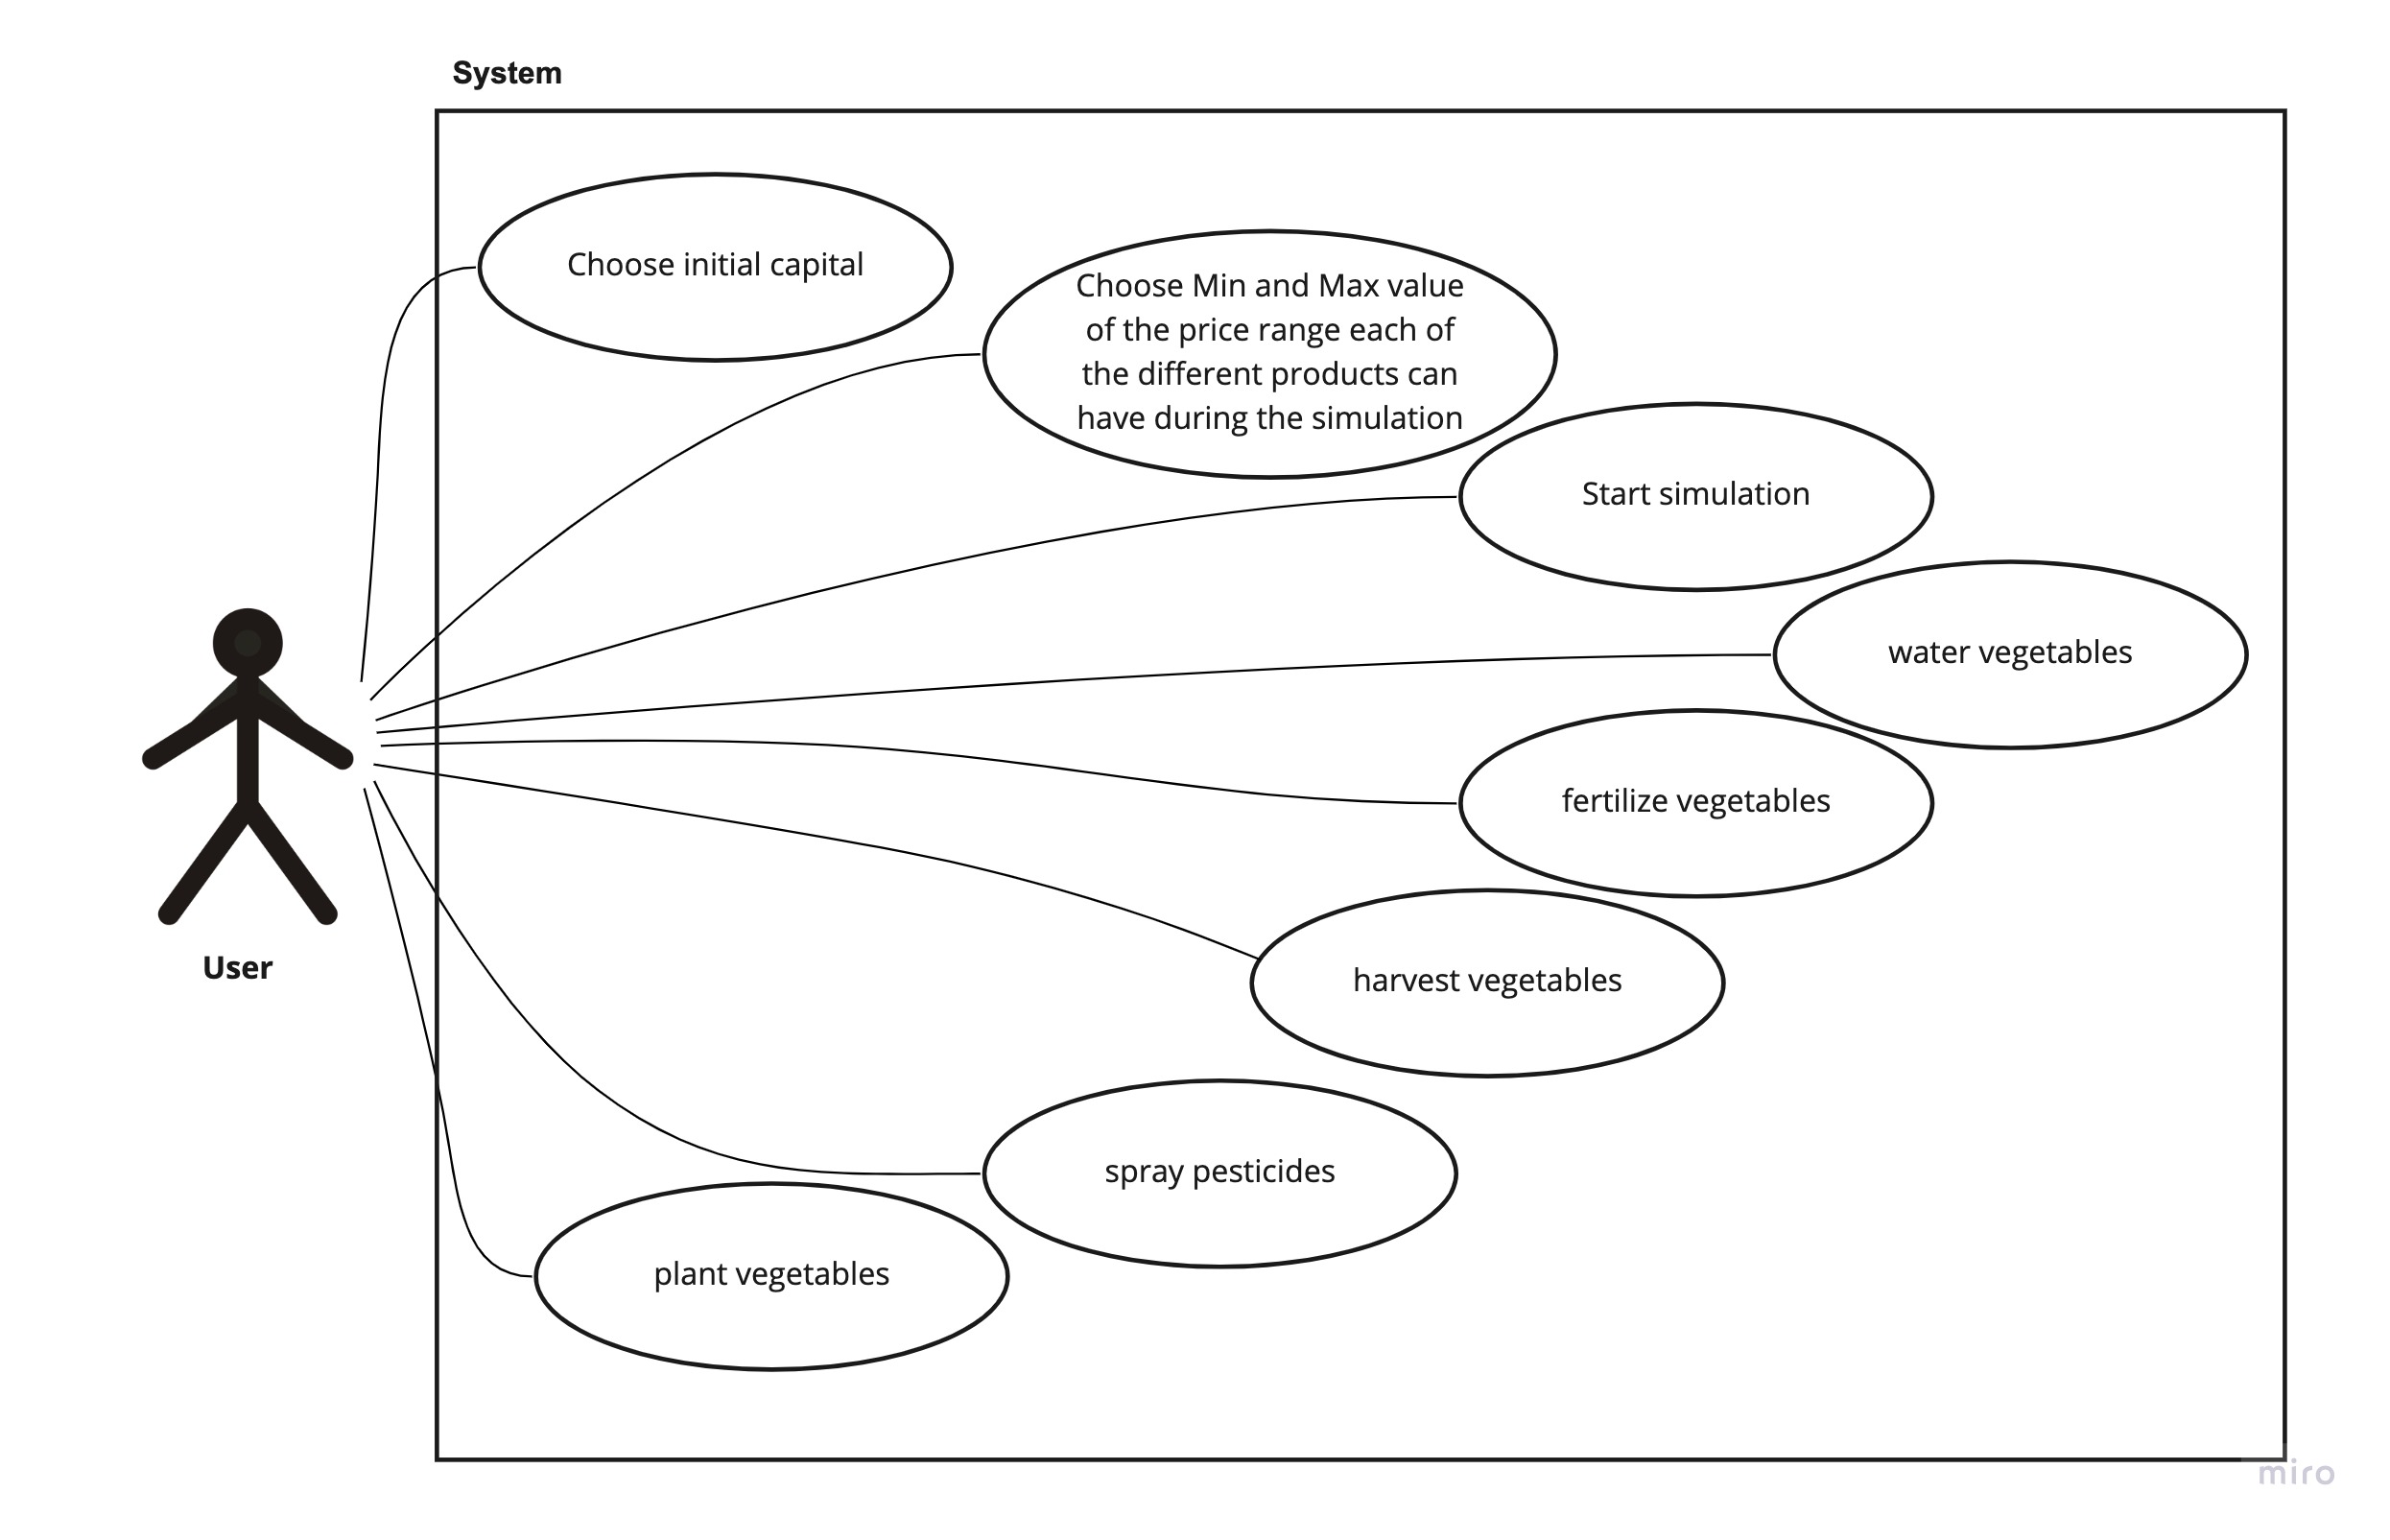 System
Choose initial capital
Choose Min and Max value
of the price range each of
the different products can
have during the simulation
Start simulation
water vegetables
fertilize vegetables
User
harvest vegetables
spray pesticides
plant vegetables
miro